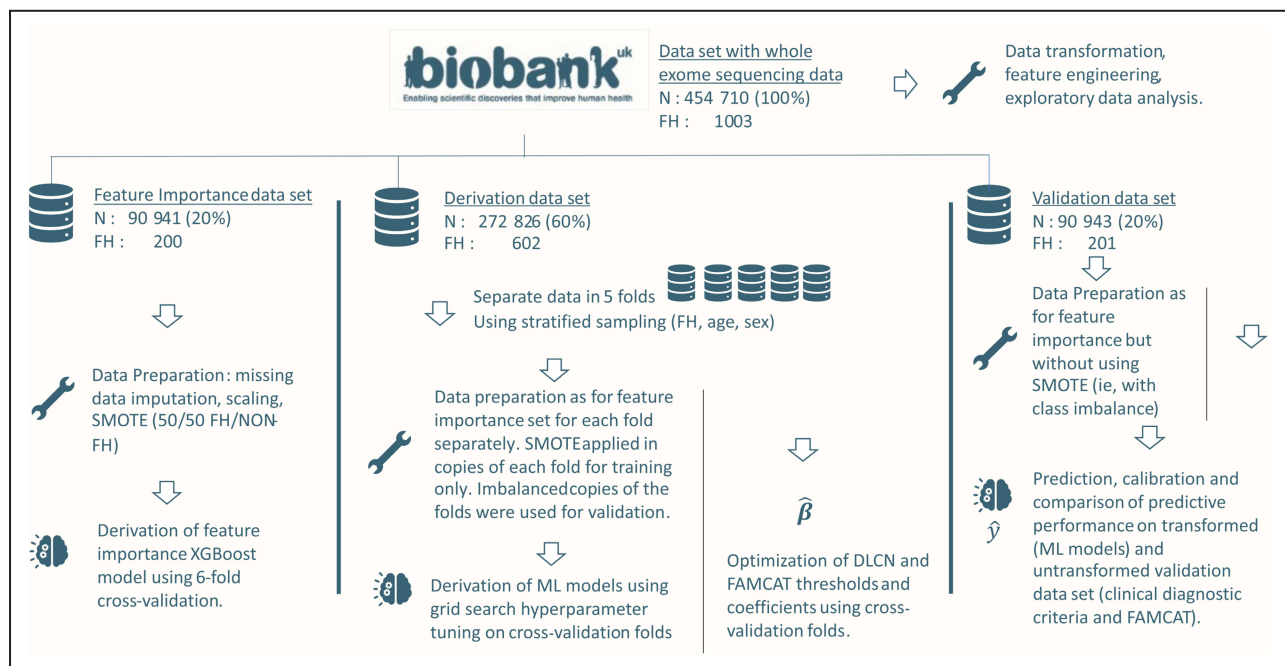 biobank uk
Enabling scientific discoveries that improve human health
Data set with whole
exome sequencing data
N : 454 710 (100%)
FH : 1003
Data transformation,
feature engineering,
exploratory data analysis.
Feature Importance data set
N : 90 941 (20%)
FH : 200
Data Preparation: missing
data imputation, scaling,
SMOTE (50/50 FH/NON-
FH)
Derivation of feature
importance XGBoost
model using 6-fold
cross-validation.
Derivation data set
N : 272 826 (60%)
FH : 602
Separate data in 5 folds
Using stratified sampling (FH, age, sex)
Data preparation as for feature
importance set for each fold
separately. SMOTE applied in
copies of each fold for training
only. Imbalanced copies of the
folds were used for validation.
Derivation of ML models using
grid search hyperparameter
tuning on cross-validation folds
β̂
Optimization of DLCN and
FAMCAT thresholds and
coefficients using cross-
validation folds.
Validation data set
N : 90 943 (20%)
FH : 201
Data Preparation as
for feature
importance but
without using
SMOTE (ie, with
class imbalance)
ŷ
Prediction, calibration and
comparison of predictive
performance on transformed
(ML models) and
untransformed validation
data set (clinical diagnostic
criteria and FAMCAT).